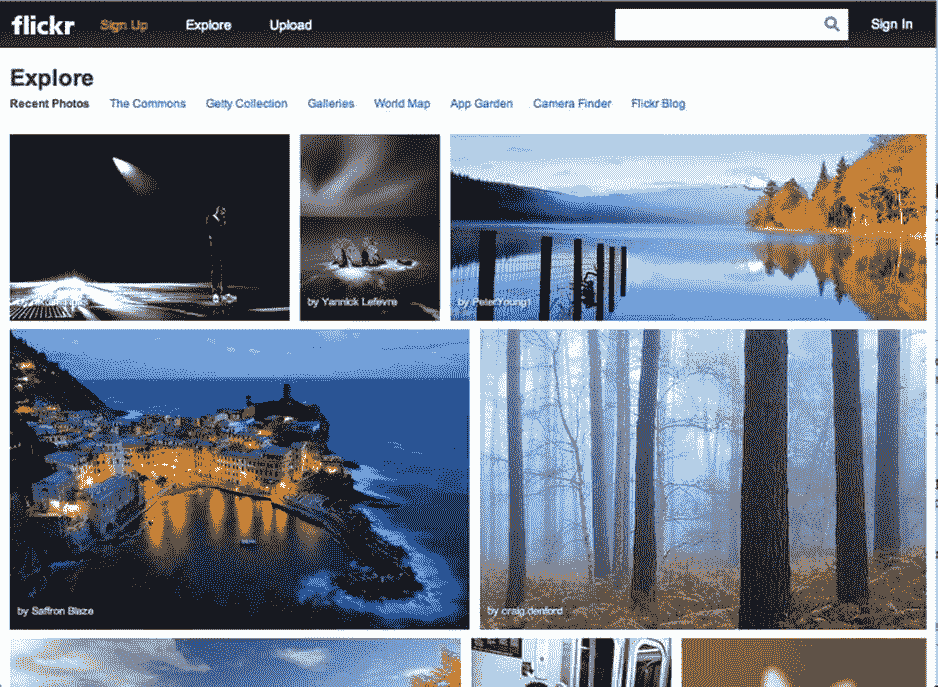 flickr Sign Up Explore Upload Sign In
Explore
Recent Photos The Commons Getty Collection Galleries World Map App Garden Camera Finder Flickr Blog
by Yannick Lefevre by PeterYoung1
by Saffron Blaze by craig denford